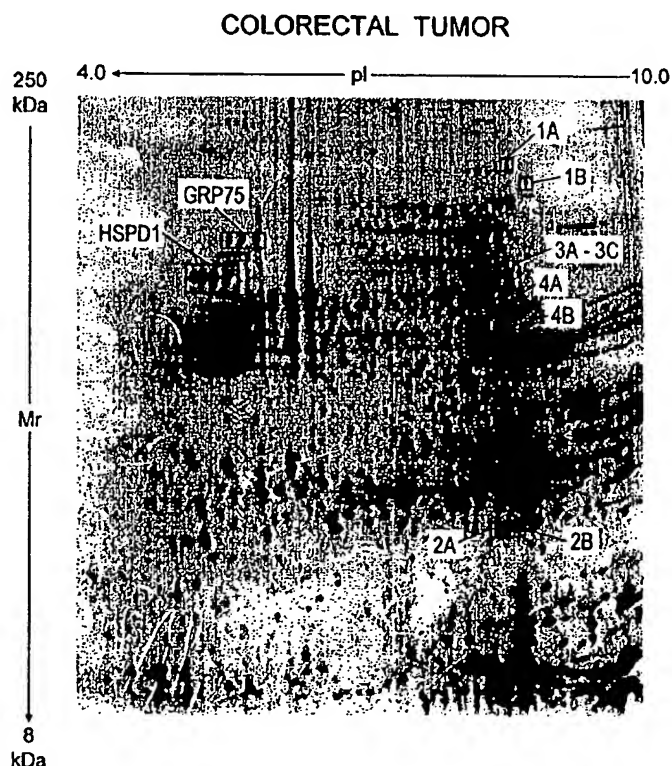 COLORECTAL TUMOR
4.0 pI 10.0
250
kDa
1A
1B
GRP75
HSPD1
3A - 3C
4A
4B
Mr
2A 2B
8
kDa